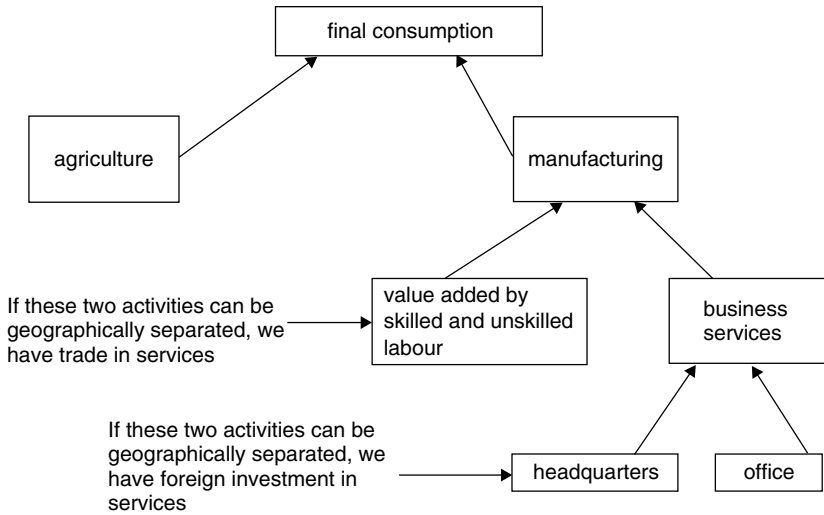 final consumption
agriculture
manufacturing
If these two activities can be
geographically separated, we
have trade in services
value added by
skilled and unskilled
labour
business
services
If these two activities can be
geographically separated, we
have foreign investment in
services
headquarters
office